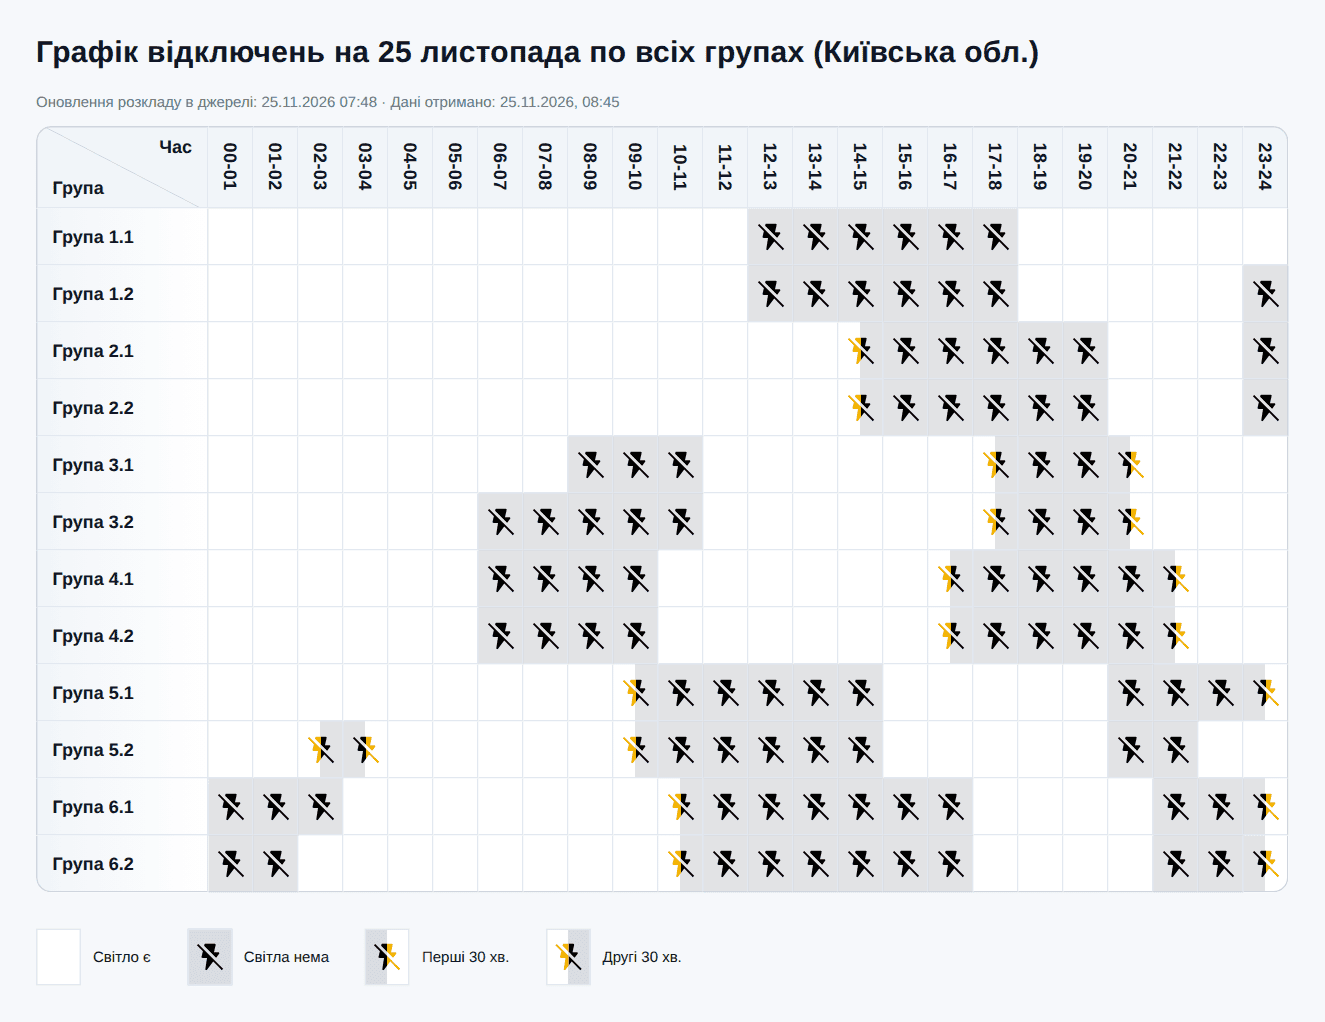 Графік відключень на 25 листопада по всіх групах (Київська обл.)
Оновлення розкладу в джерелі: 25.11.2026 07:48 · Дані отримано: 25.11.2026, 08:45
Час
Група
00-01 01-02 02-03 03-04 04-05 05-06 06-07 07-08 08-09 09-10 10-11 11-12 12-13 13-14 14-15 15-16 16-17 17-18 18-19 19-20 20-21 21-22 22-23 23-24
Група 1.1
Група 1.2
Група 2.1
Група 2.2
Група 3.1
Група 3.2
Група 4.1
Група 4.2
Група 5.1
Група 5.2
Група 6.1
Група 6.2
Світло є
Світла нема
Перші 30 хв.
Другі 30 хв.